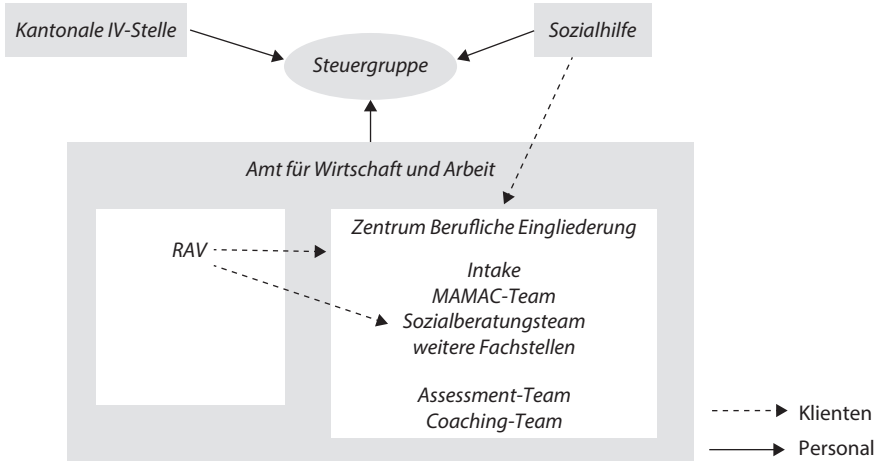 Kantonale IV-Stelle
Sozialhilfe
Steuergruppe
Amt für Wirtschaft und Arbeit
RAV
Zentrum Berufliche Eingliederung
Intake
MAMAC-Team
Sozialberatungsteam
weitere Fachstellen
Assessment-Team
Coaching-Team
Klienten
Personal